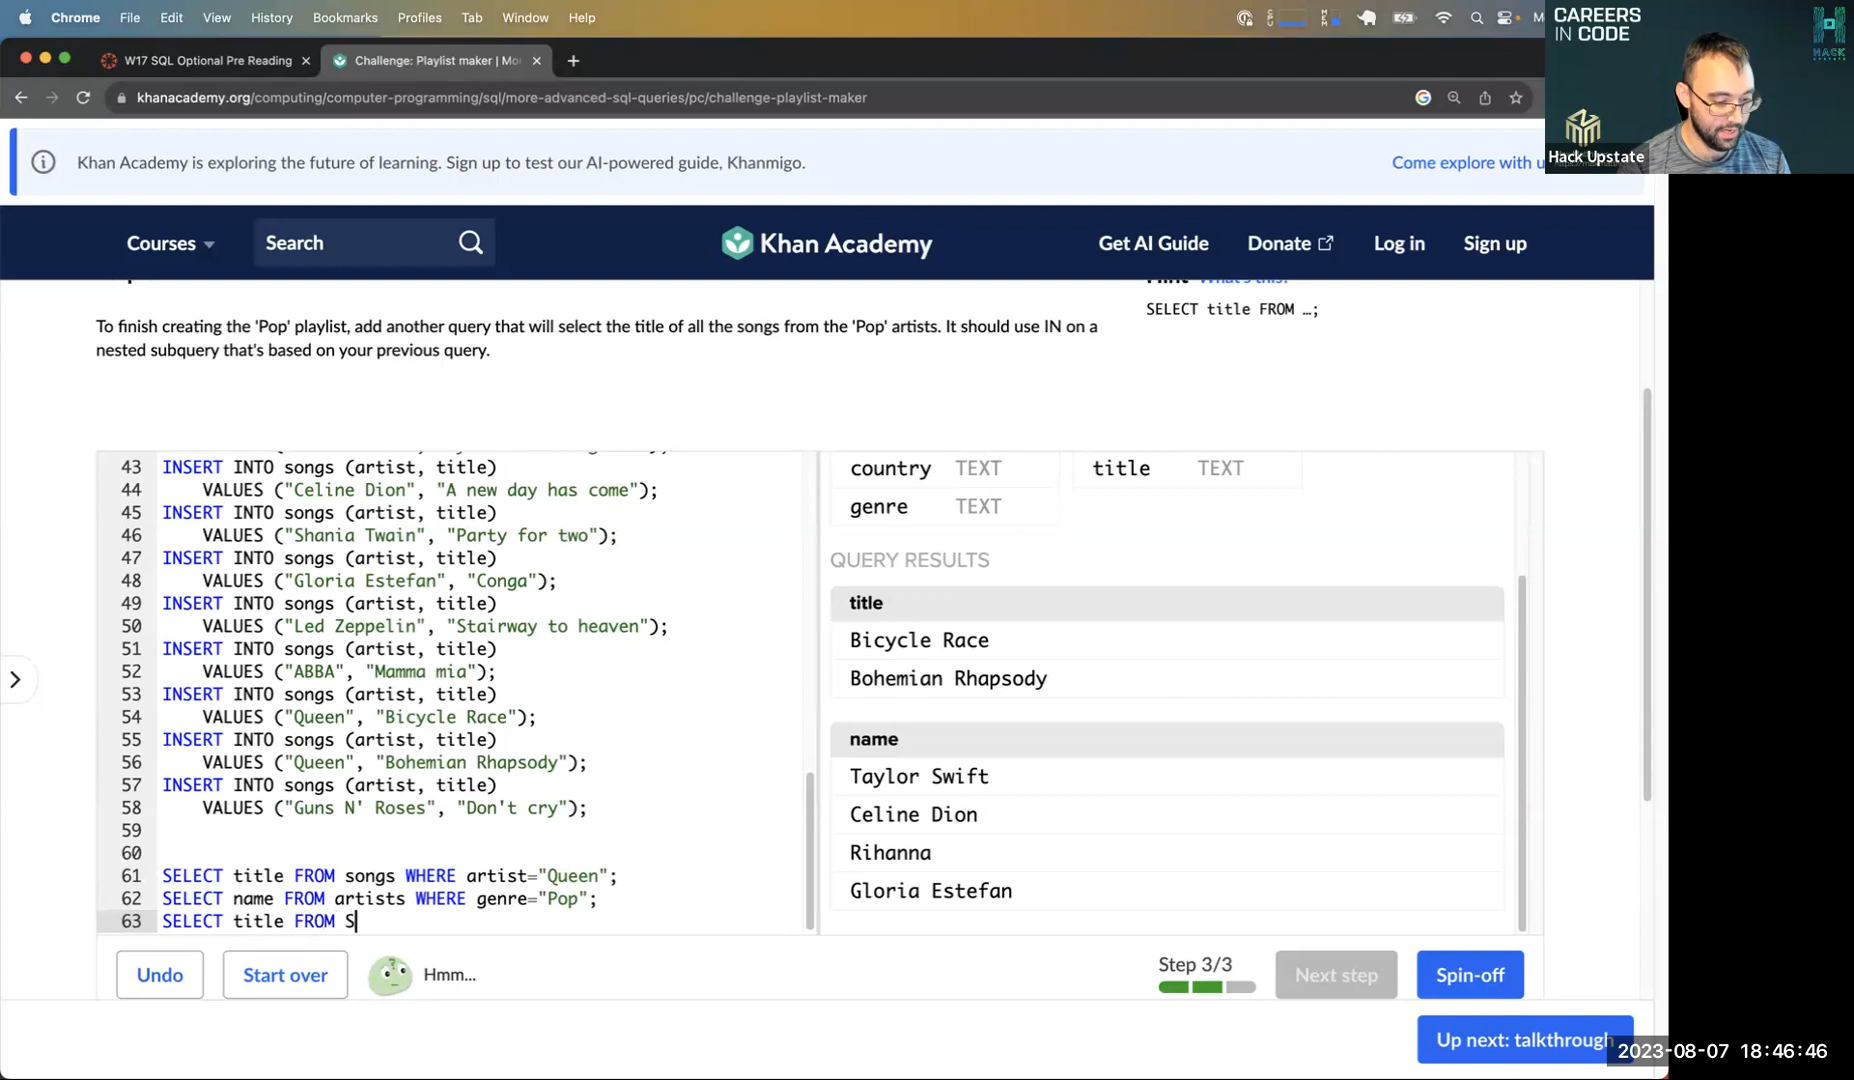 Chrome File Edit View History Bookmarks Profiles Tab Window Help
CAREERS
IN CODE
HACK
W17 SQL Optional Pre Reading
Challenge: Playlist maker | Mo
khanacademy.org/computing/computer-programming/sql/more-advanced-sql-queries/pc/challenge-playlist-maker
Hack Upstate
Khan Academy is exploring the future of learning. Sign up to test our AI-powered guide, Khanmigo.
Come explore with u
Courses
Search
Khan Academy
Get AI Guide
Donate
Log in
Sign up
SELECT title FROM …;
To finish creating the 'Pop' playlist, add another query that will select the title of all the songs from the 'Pop' artists. It should use IN on a
nested subquery that's based on your previous query.
43 INSERT INTO songs (artist, title)
44 VALUES ("Celine Dion", "A new day has come");
45 INSERT INTO songs (artist, title)
46 VALUES ("Shania Twain", "Party for two");
47 INSERT INTO songs (artist, title)
48 VALUES ("Gloria Estefan", "Conga");
49 INSERT INTO songs (artist, title)
50 VALUES ("Led Zeppelin", "Stairway to heaven");
51 INSERT INTO songs (artist, title)
52 VALUES ("ABBA", "Mamma mia");
53 INSERT INTO songs (artist, title)
54 VALUES ("Queen", "Bicycle Race");
55 INSERT INTO songs (artist, title)
56 VALUES ("Queen", "Bohemian Rhapsody");
57 INSERT INTO songs (artist, title)
58 VALUES ("Guns N' Roses", "Don't cry");
59
60
61 SELECT title FROM songs WHERE artist="Queen";
62 SELECT name FROM artists WHERE genre="Pop";
63 SELECT title FROM S
country TEXT
genre TEXT
title TEXT
QUERY RESULTS
title
Bicycle Race
Bohemian Rhapsody
name
Taylor Swift
Celine Dion
Rihanna
Gloria Estefan
Undo
Start over
Hmm...
Step 3/3
Next step
Spin-off
Up next: talkthrough
2023-08-07 18:46:46